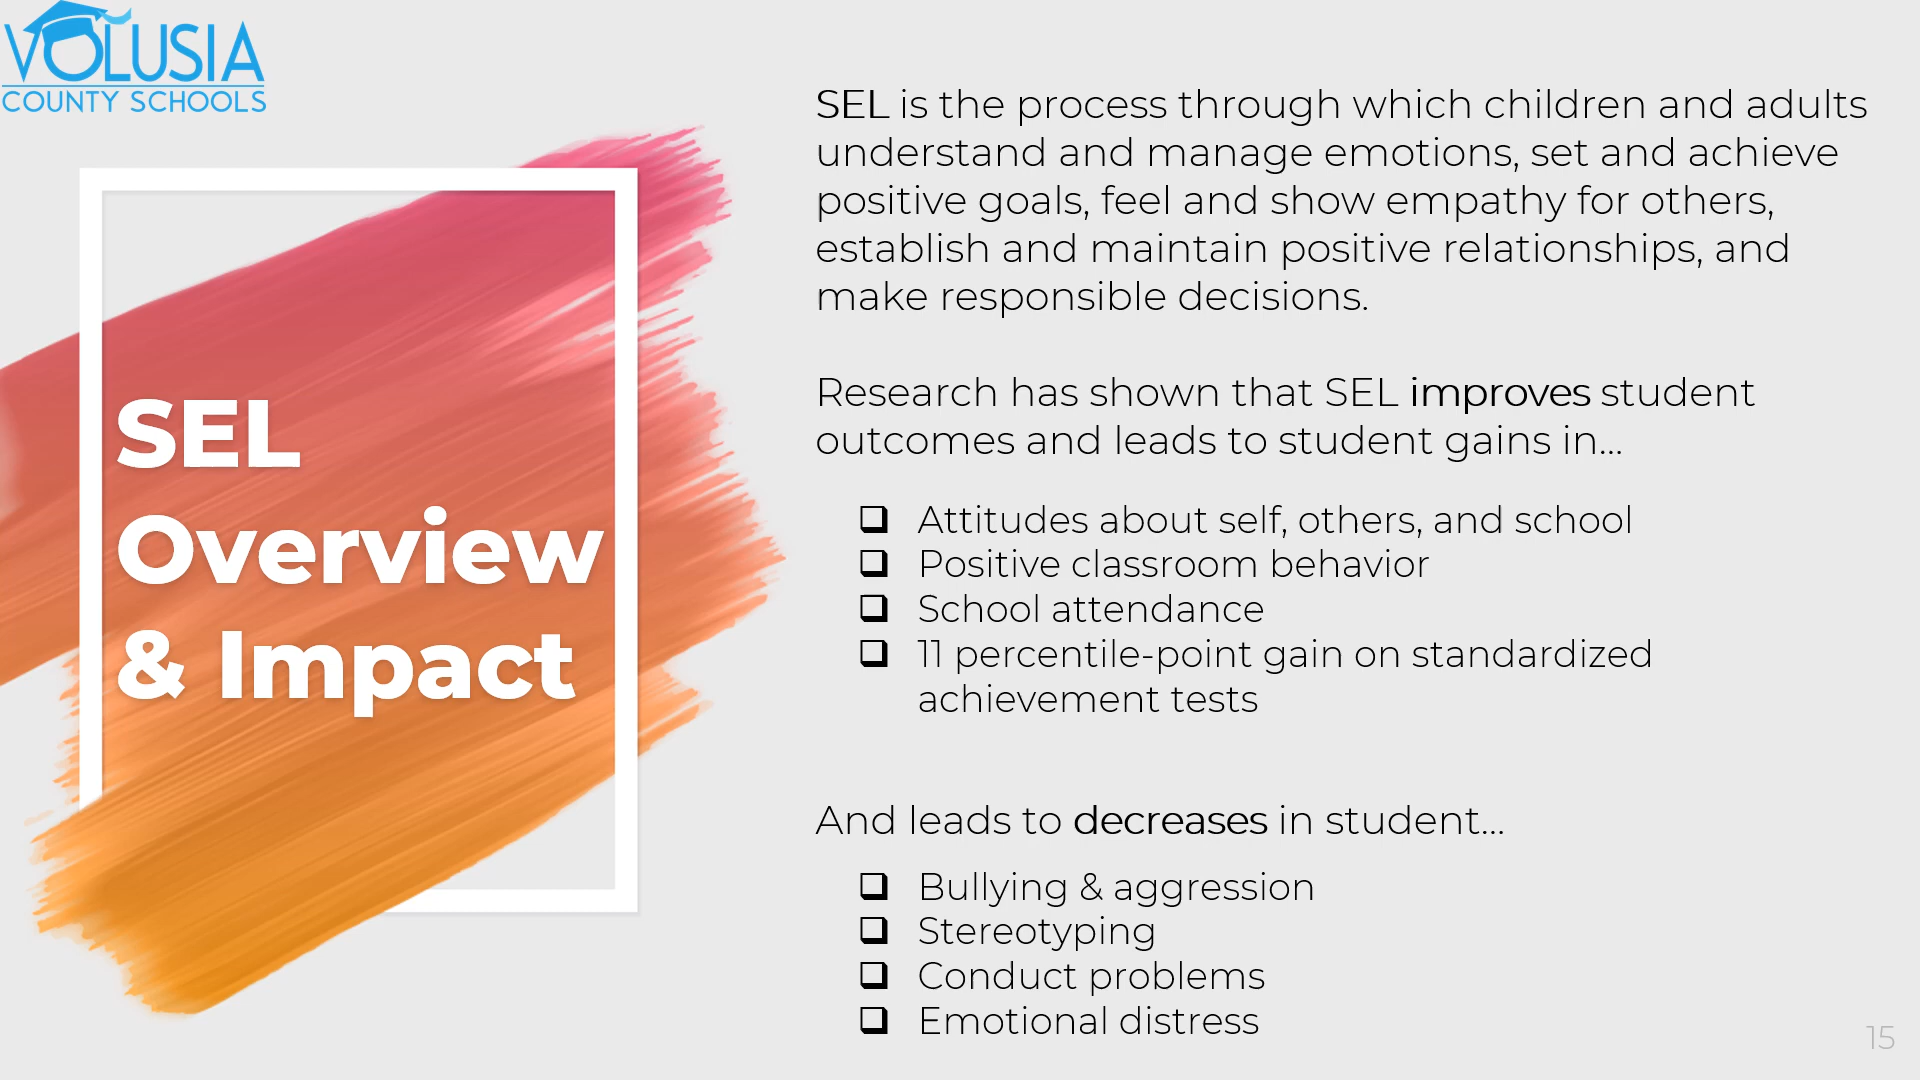 VOLUSIA
COUNTY SCHOOLS
SEL
Overview
& Impact
SEL is the process through which children and adults
understand and manage emotions, set and achieve
positive goals, feel and show empathy for others,
establish and maintain positive relationships, and
make responsible decisions.
Research has shown that SEL improves student
outcomes and leads to student gains in...
❑ Attitudes about self, others, and school
❑ Positive classroom behavior
❑ School attendance
❑ 11 percentile-point gain on standardized
achievement tests
And leads to decreases in student...
❑ Bullying & aggression
❑ Stereotyping
❑ Conduct problems
❑ Emotional distress
15